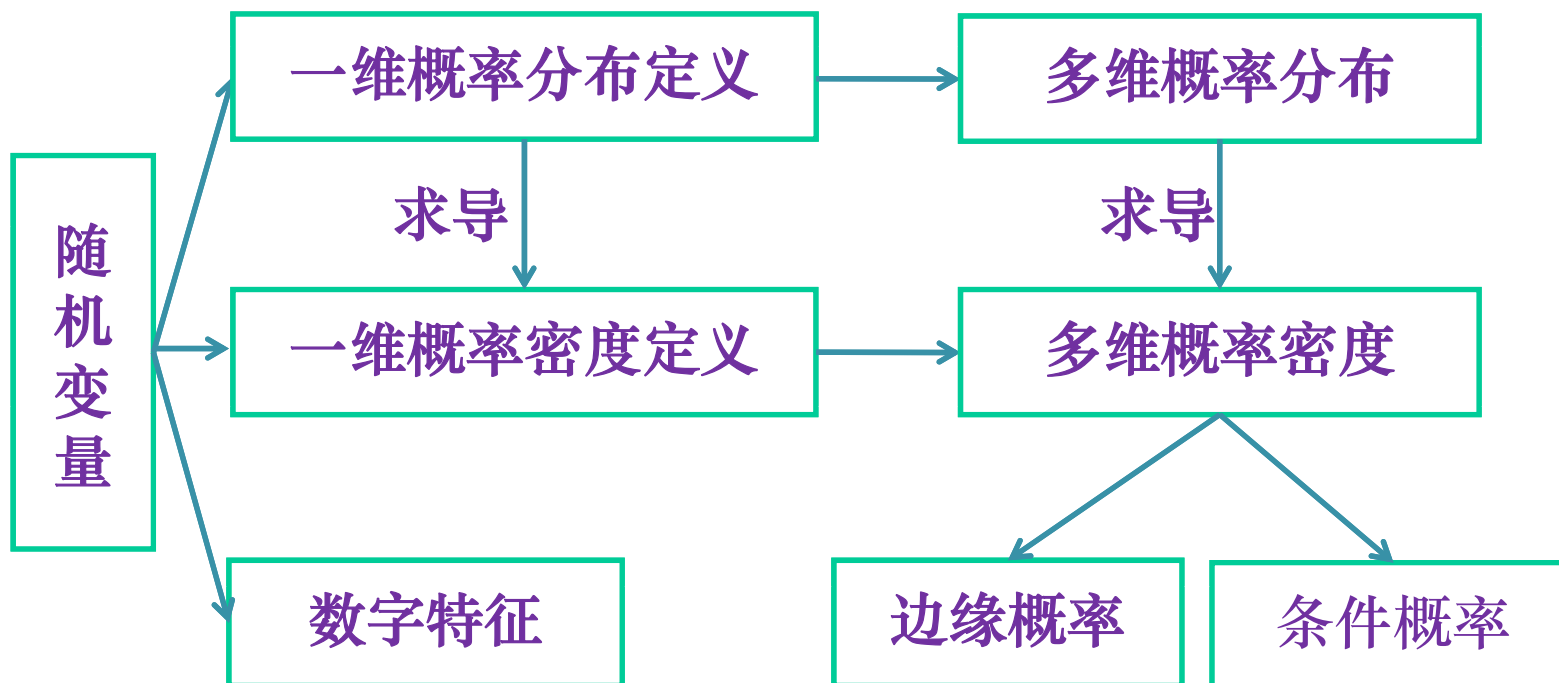 一维概率分布定义
多维概率分布
求导
求导
随机变量
一维概率密度定义
多维概率密度
数字特征
边缘概率
条件概率